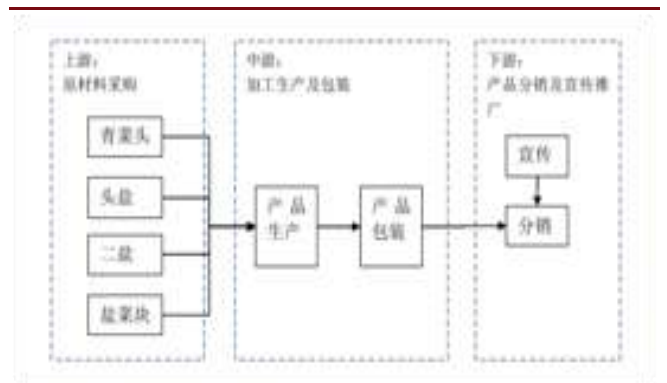 上游：
原材料采购
中游：
加工生产及包装
下游：
产品分销及宣传推
广
青菜头
头盐
二盐
盐菜块
产品
生产
产品
包装
宣传
分销